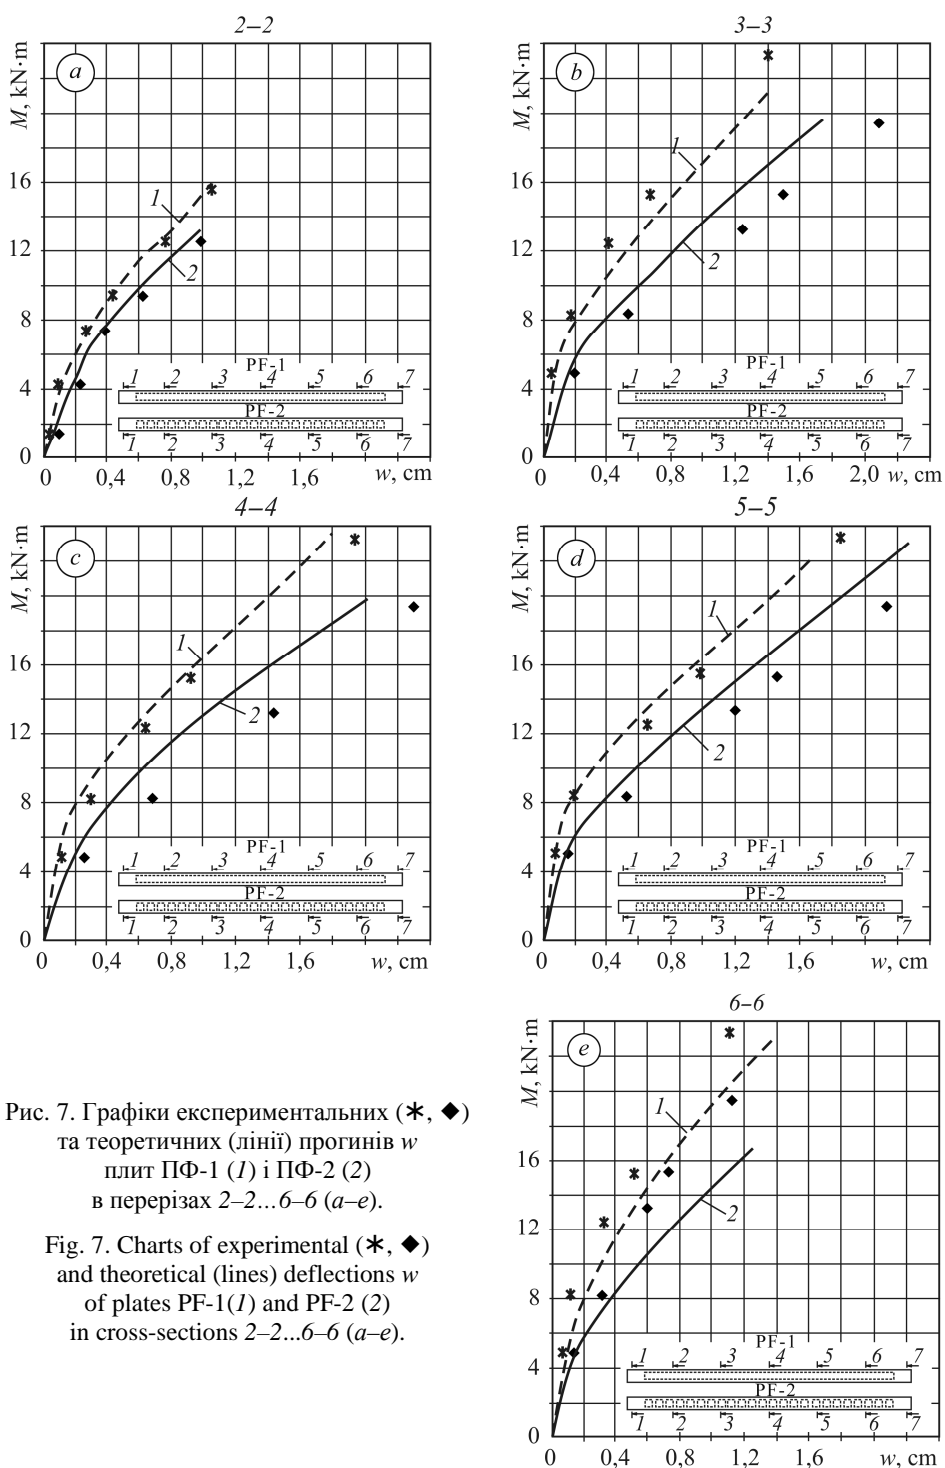 2–2
M, kN·m
a
16
12
8
4
0
1
2
PF-1
1 2 3 4 5 6 7
PF-2
1 2 3 4 5 6 7
0 0,4 0,8 1,2 w, cm
3–3
M, kN·m
b
16
12
8
4
0
1
2
PF-1
1 2 3 4 5 6 7
PF-2
1 2 3 4 5 6 7
0 0,4 0,8 1,2 1,6 2,0 w, cm
4–4
M, kN·m
c
16
12
8
4
0
1
2
PF-1
1 2 3 4 5 6 7
PF-2
1 2 3 4 5 6 7
0 0,4 0,8 1,2 1,6 w, cm
5–5
M, kN·m
d
16
12
8
4
0
1
2
PF-1
1 2 3 4 5 6 7
PF-2
1 2 3 4 5 6 7
0 0,4 0,8 1,2 1,6 w, cm
6–6
M, kN·m
e
16
12
8
4
0
1
2
PF-1
1 2 3 4 5 6 7
PF-2
1 2 3 4 5 6 7
0 0,4 0,8 1,2 1,6 w, cm
Рис. 7. Графіки експериментальних (∗, ◆)
та теоретичних (лінії) прогинів w
плит ПФ-1 (1) і ПФ-2 (2)
в перерізах 2–2...6–6 (a–e).
Fig. 7. Charts of experimental (∗, ◆)
and theoretical (lines) deflections w
of plates PF-1(1) and PF-2 (2)
in cross-sections 2–2...6–6 (a–e).